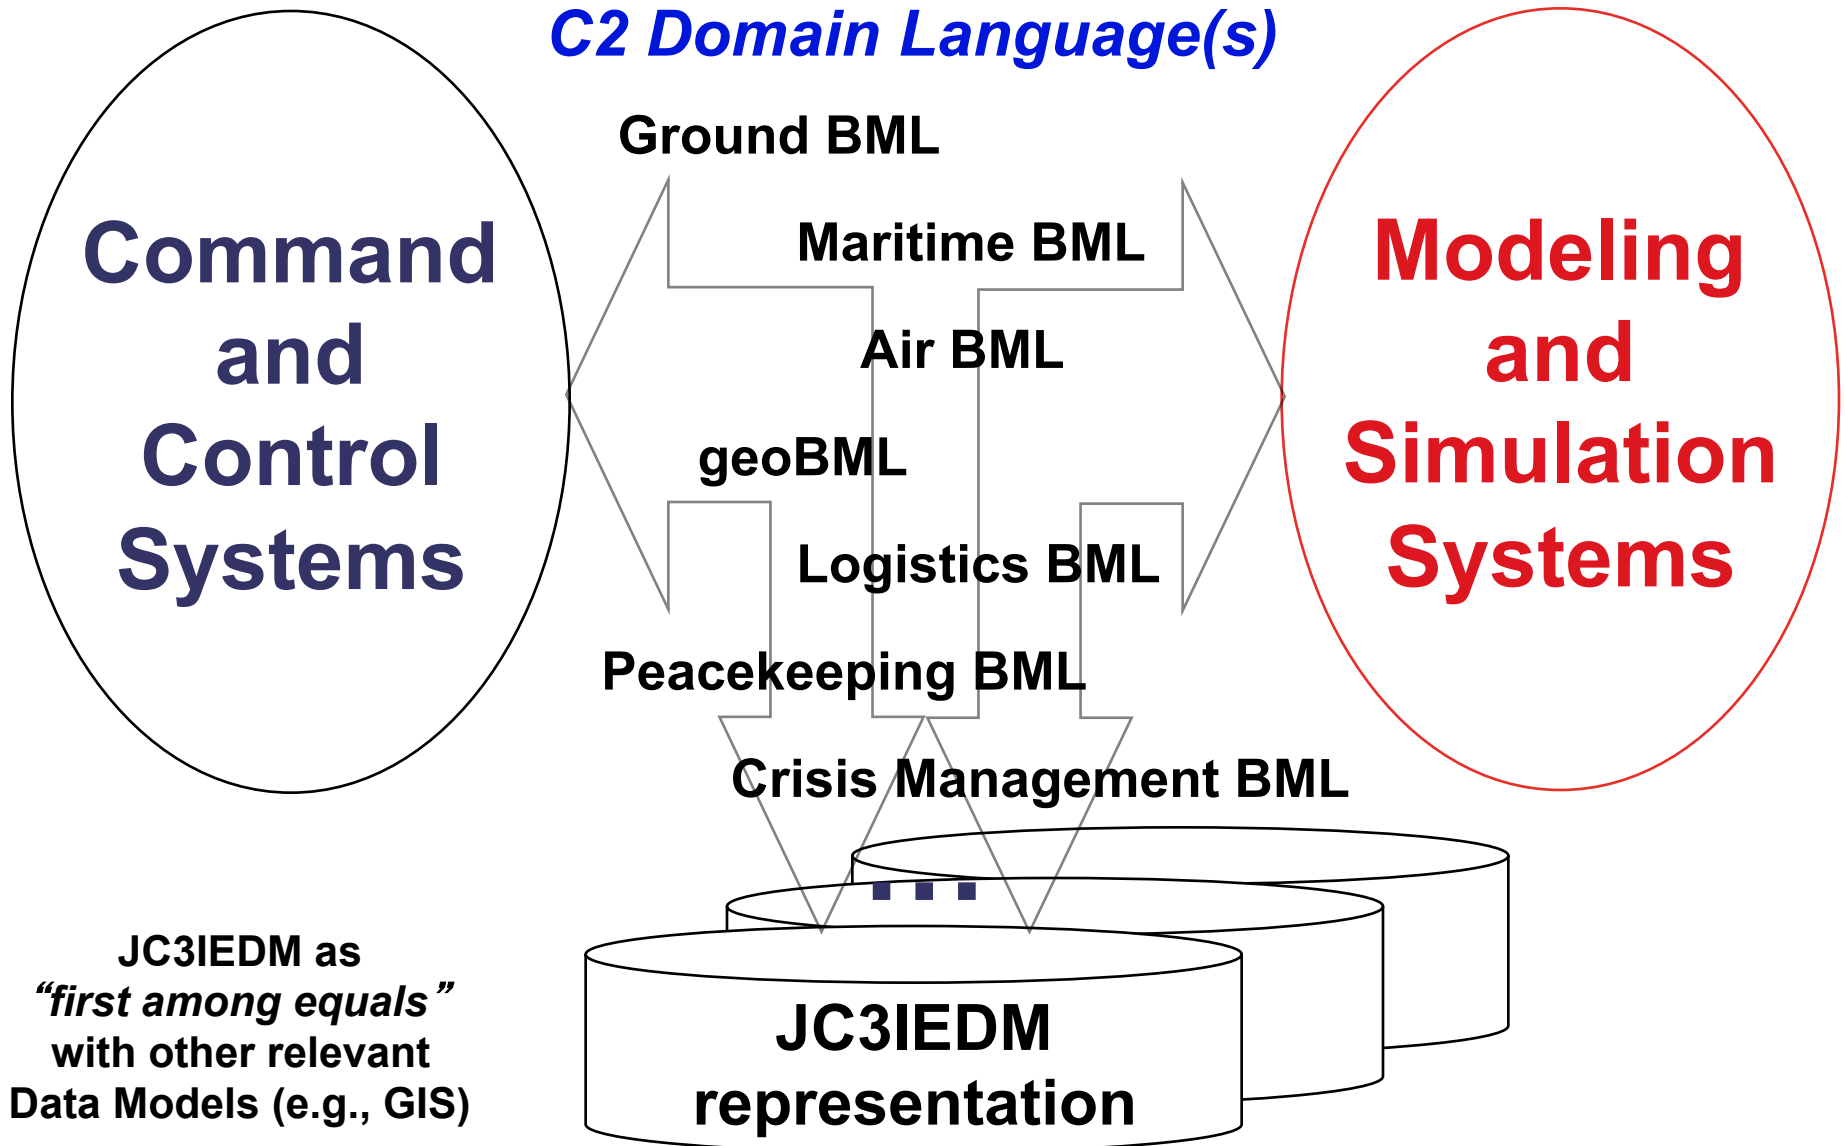 C2 Domain Language(s)
Ground BML
Maritime BML
Air BML
geoBML
Logistics BML
Peacekeeping BML
Crisis Management BML
...
Command
and
Control
Systems
Modeling
and
Simulation
Systems
JC3IEDM as
“first among equals”
with other relevant
Data Models (e.g., GIS)
JC3IEDM
representation